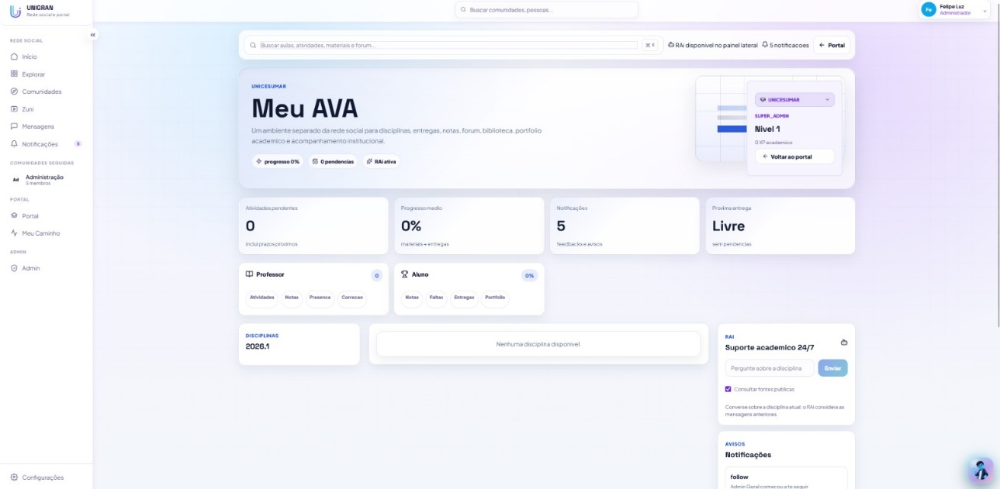 UNIGRAN
Rede social e portal
Buscar comunidades, pessoas...
Fe
Felipe Luz
Administrador
REDE SOCIAL
Início
Explorar
Comunidades
Zuni
Mensagens
Notificações 5
COMUNIDADES SEGUIDAS
Ad
Administração
5 membros
PORTAL
Portal
Meu Caminho
ADMIN
Admin
Configurações
Buscar aulas, atividades, materiais e forum...
⌘ K
RAi disponivel no painel lateral
5 notificacoes
Portal
UNICESUMAR
Meu AVA
Um ambiente separado da rede social para disciplinas, entregas, notas, forum, biblioteca, portfolio
academico e acompanhamento institucional.
progresso 0%
0 pendencias
RAi ativa
UNICESUMAR
SUPER_ADMIN
Nivel 1
0 XP academico
Voltar ao portal
Atividades pendentes
0
inclui prazos proximos
Progresso medio
0%
materiais + entregas
Notificações
5
feedbacks e avisos
Proxima entrega
Livre
sem pendencias
Professor 0
Atividades Notas Presenca Correcao
Aluno 0%
Notas Faltas Entregas Portfolio
DISCIPLINAS
2026.1
Nenhuma disciplina disponivel
RAI
Suporte academico 24/7
Pergunte sobre a disciplina
Enviar
Consultar fontes publicas
Converse sobre a disciplina atual: o RAi considera as
mensagens anteriores.
AVISOS
Notificações
follow
Admin Geral começou a te seguir